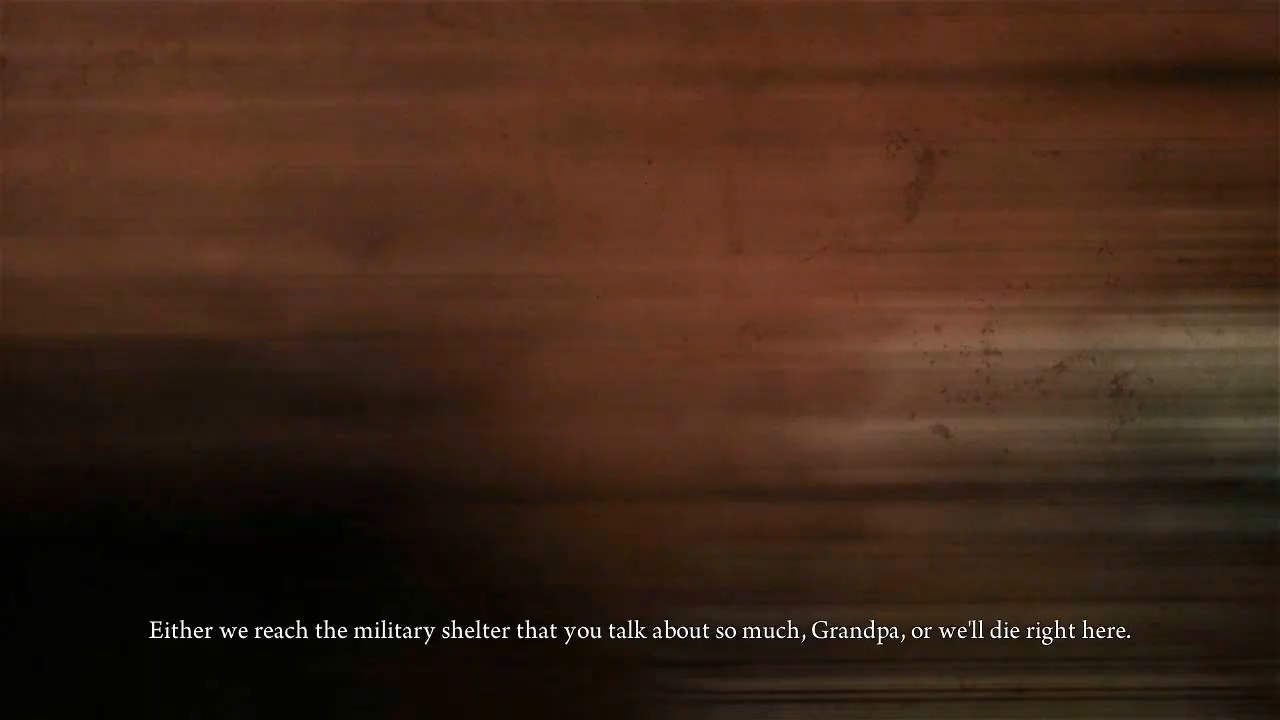 Either we reach the military shelter that you talk about so much, Grandpa, or we'll die right here.